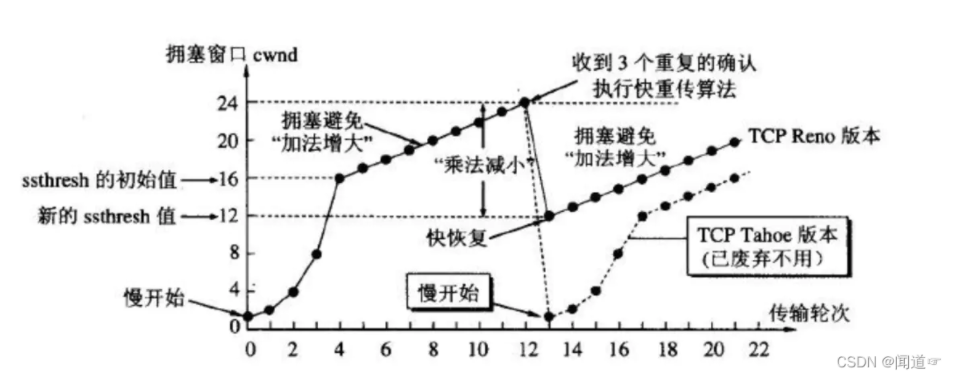 拥塞窗口 cwnd
收到 3 个重复的确认
执行快重传算法
24
拥塞避免
“加法增大”
20
拥塞避免
“加法增大”
TCP Reno 版本
“乘法减小”
ssthresh 的初始值
16
新的 ssthresh 值
12
快恢复
TCP Tahoe 版本
(已废弃不用)
8
慢开始
4
慢开始
传输轮次
0
0 2 4 6 8 10 12 14 16 18 20 22
CSDN @闻道☞